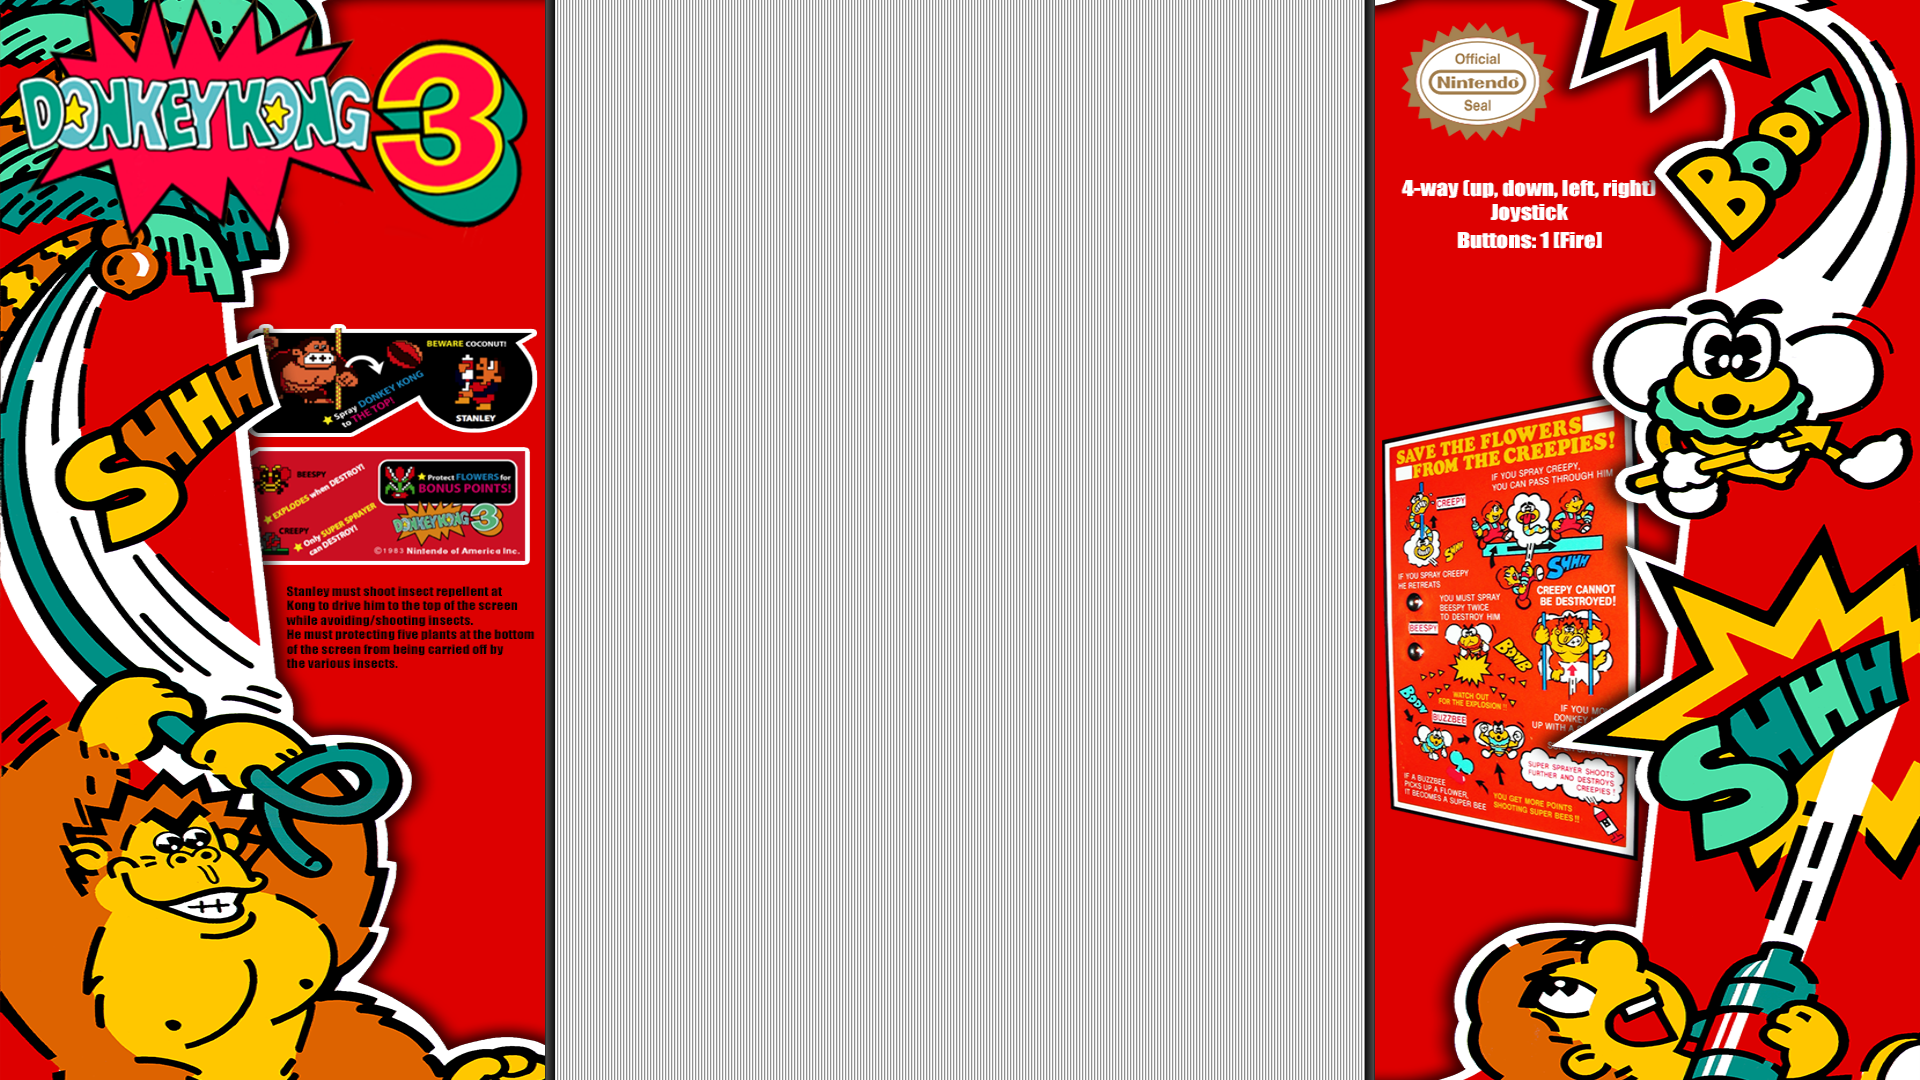 DONKEY KONG 3
SHHH
BEWARE COCONUT!
Spray DONKEY KONG
to THE TOP!
STANLEY
BEESPY
EXPLODES when DESTROY!
CREEPY
Only SUPER SPRAYER
can DESTROY!
Protect FLOWERS for
BONUS POINTS!
DONKEY KONG 3
©1983 Nintendo of America Inc.
Stanley must shoot insect repellent at
Kong to drive him to the top of the screen
while avoiding/shooting insects.
He must protecting five plants at the bottom
of the screen from being carried off by
the various insects.
Official
Nintendo
Seal
4-way (up, down, left, right)
Joystick
Buttons: 1 [Fire]
BOON
SAVE THE FLOWERS
FROM THE CREEPIES!
IF YOU SPRAY CREEPY,
YOU CAN PASS THROUGH HIM
CREEPY
SHHH
SHHH
IF YOU SPRAY CREEPY
HE RETREATS
CREEPY CANNOT
BE DESTROYED!
YOU MUST SPRAY
BEESPY TWICE
TO DESTROY HIM
BEESPY
BOMB
WATCH OUT
FOR THE EXPLOSION!!
BOON
BUZZBEE
IF YOU
DONKEY
UP WITH A
SUPER SPRAYER SHOOTS
FURTHER AND DESTROYS
CREEPIES!
IF A BUZZBEE
PICKS UP A FLOWER,
IT BECOMES A SUPER BEE
YOU GET MORE POINTS
SHOOTING SUPER BEES!!
SHHH